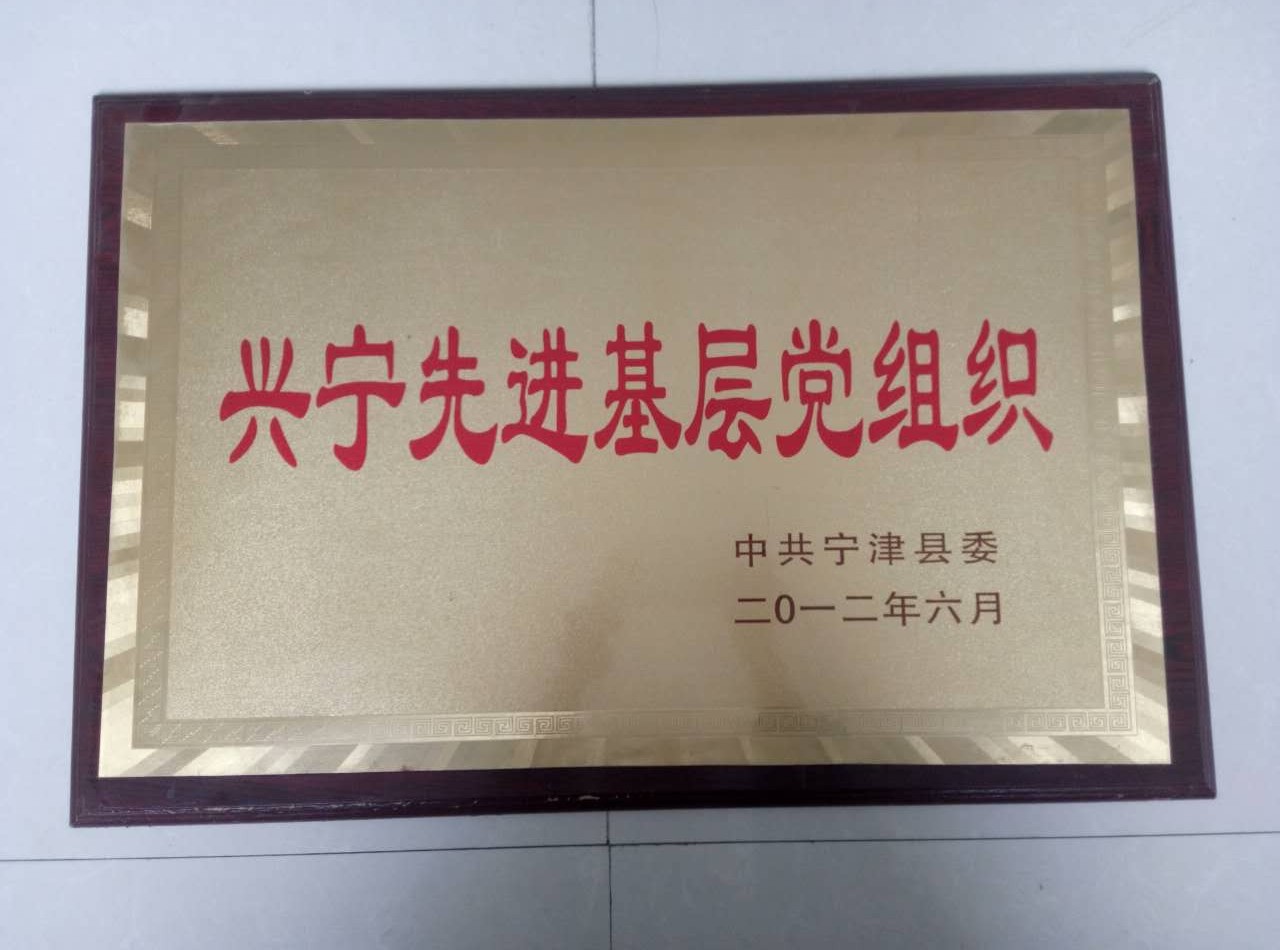 兴宁先进基层党组织
中共宁津县委
二0一二年六月